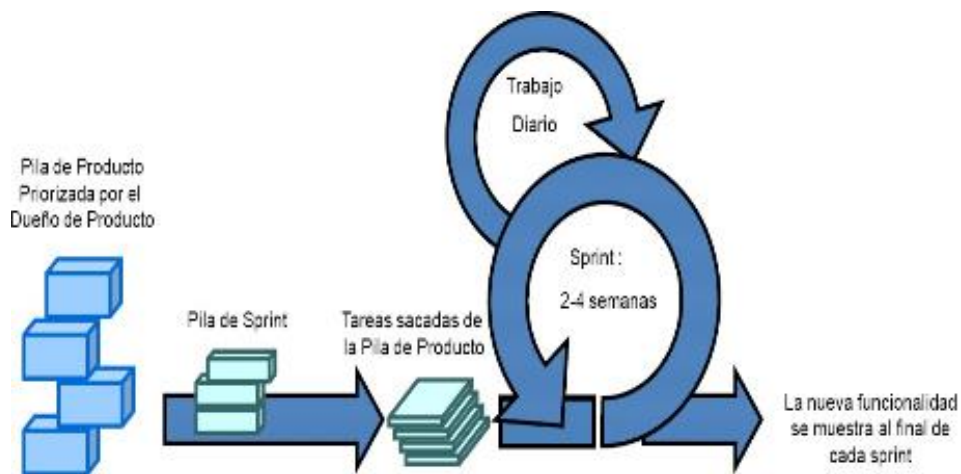 Pila de Producto
Priorizada por el
Dueño de Producto
Pila de Sprint
Tareas sacadas de
la Pila de Producto
Trabajo
Diario
Sprint :
2-4 semanas
La nueva funcionalidad
se muestra al final de
cada sprint